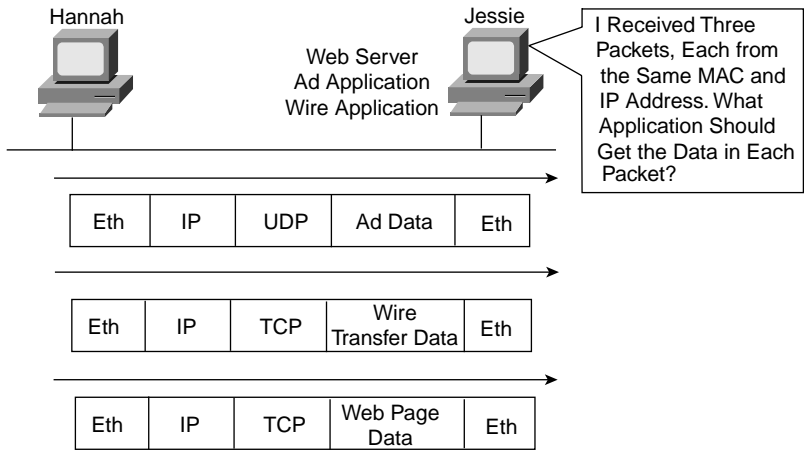 Hannah
Jessie
Web Server
Ad Application
Wire Application
I Received Three
Packets, Each from
the Same MAC and
IP Address. What
Application Should
Get the Data in Each
Packet?
Eth IP UDP Ad Data Eth
Eth IP TCP Wire
Transfer Data Eth
Eth IP TCP Web Page
Data Eth